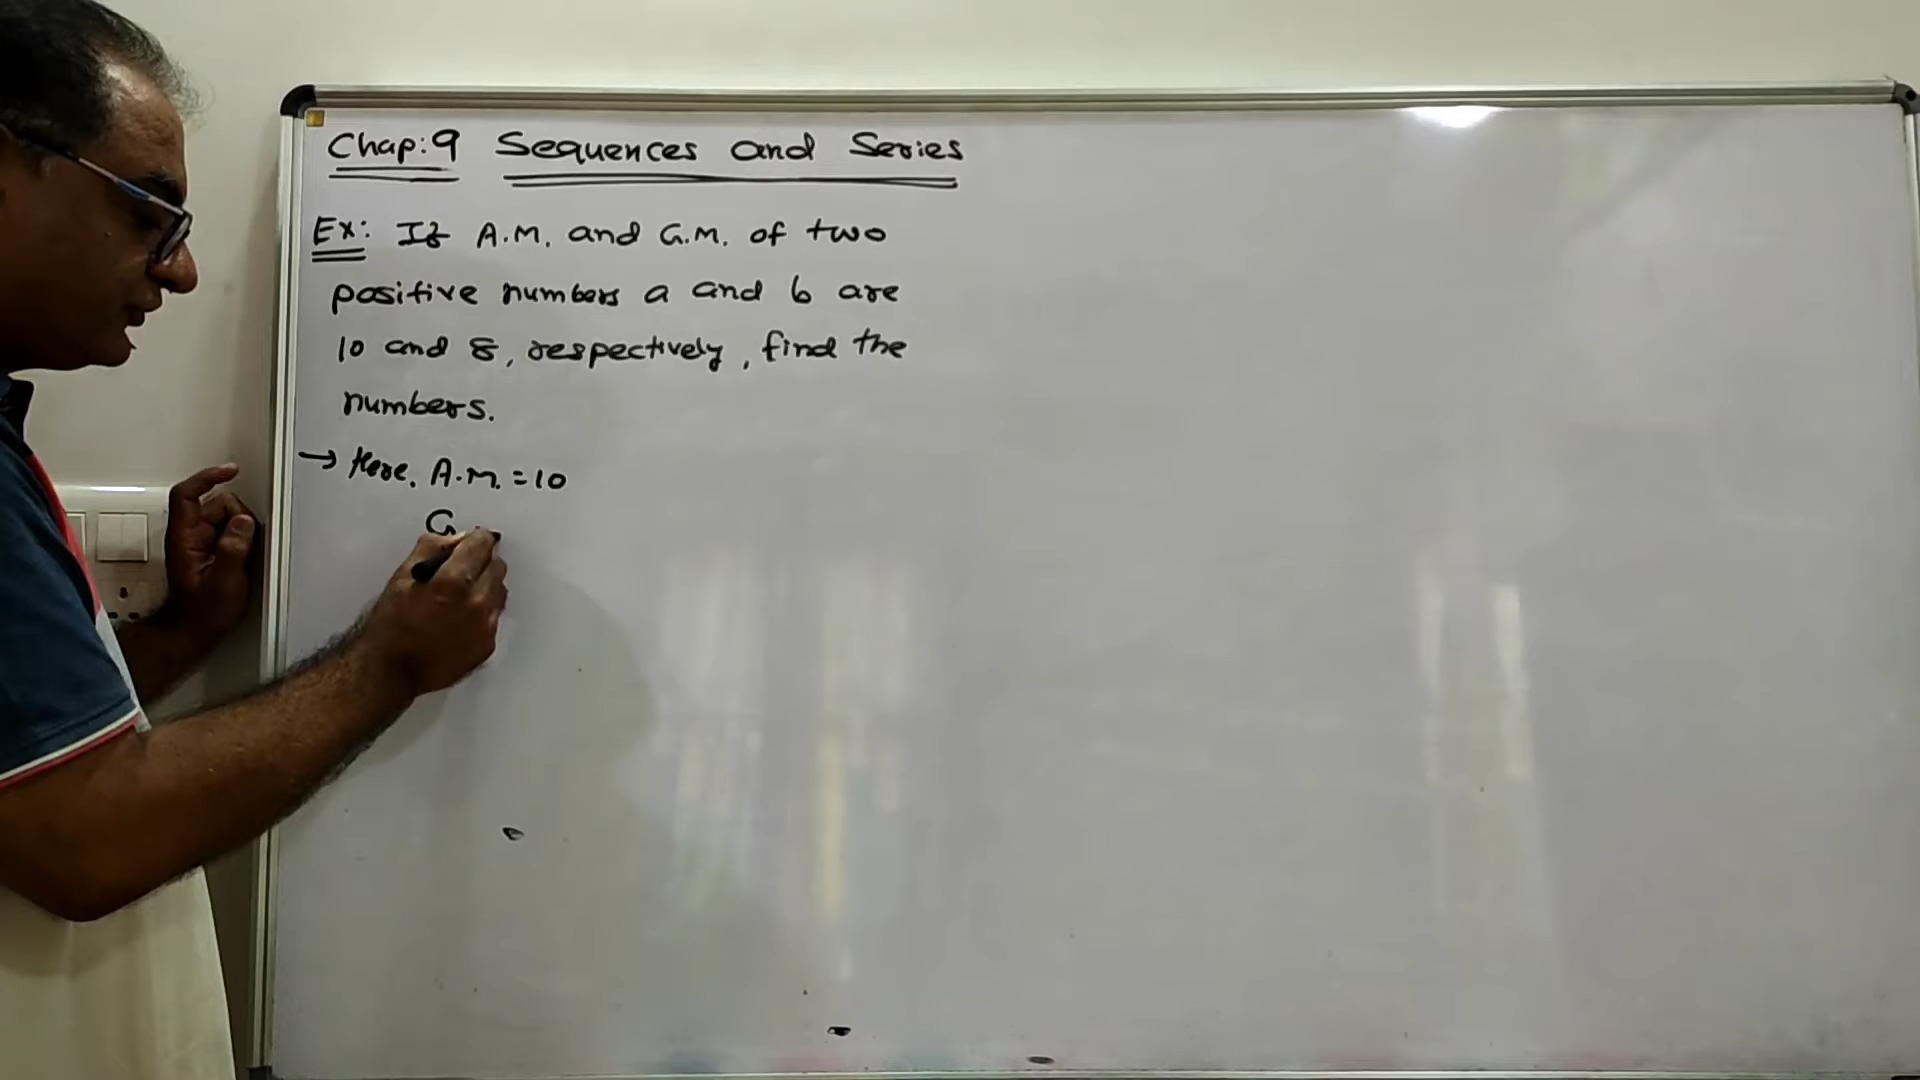 Chap:9 Sequences and Series
Ex: If A.M. and G.M. of two
positive numbers a and b are
10 and 8, respectively, find the
numbers.
→ Here, A.M. = 10
G